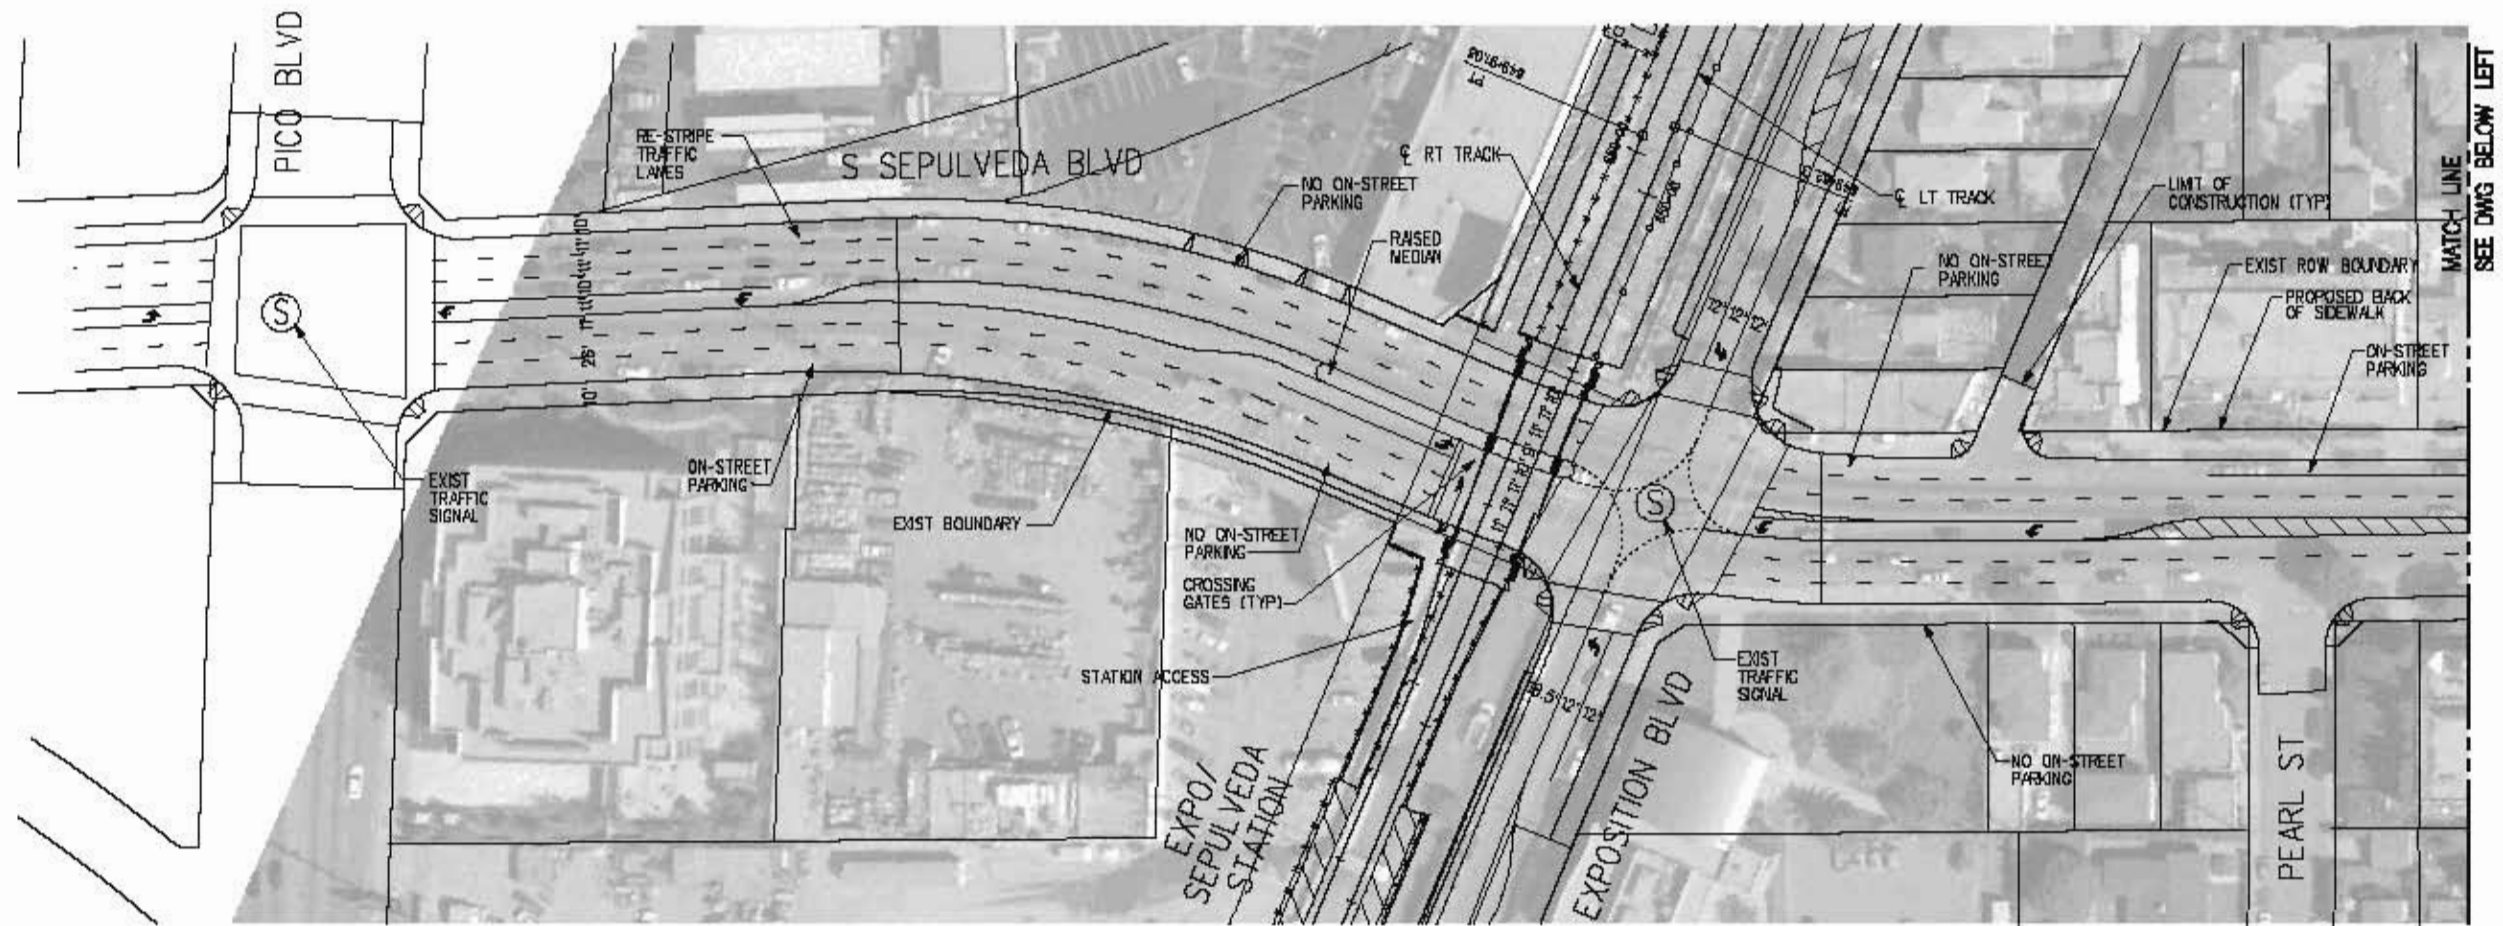 PICO BLVD
RE-STRIPE
TRAFFIC
LANES
S SEPULVEDA BLVD
NO ON-STREET
PARKING
RAISED
MEDIAN
℄ RT TRACK
PT
℄ LT TRACK
LIMIT OF
CONSTRUCTION (TYP)
NO ON-STREET
PARKING
EXIST ROW BOUNDARY
PROPOSED BACK
OF SIDEWALK
ON-STREET
PARKING
MATCH LINE
SEE DWG BELOW LEFT
12' 12' 12'
S
EXIST
TRAFFIC
SIGNAL
ON-STREET
PARKING
EXIST BOUNDARY
NO ON-STREET
PARKING
CROSSING
GATES (TYP)
STATION ACCESS
S
EXIST
TRAFFIC
SIGNAL
NO ON-STREET
PARKING
EXPO/
SEPULVEDA
STATION
EXPOSITION BLVD
PEARL ST